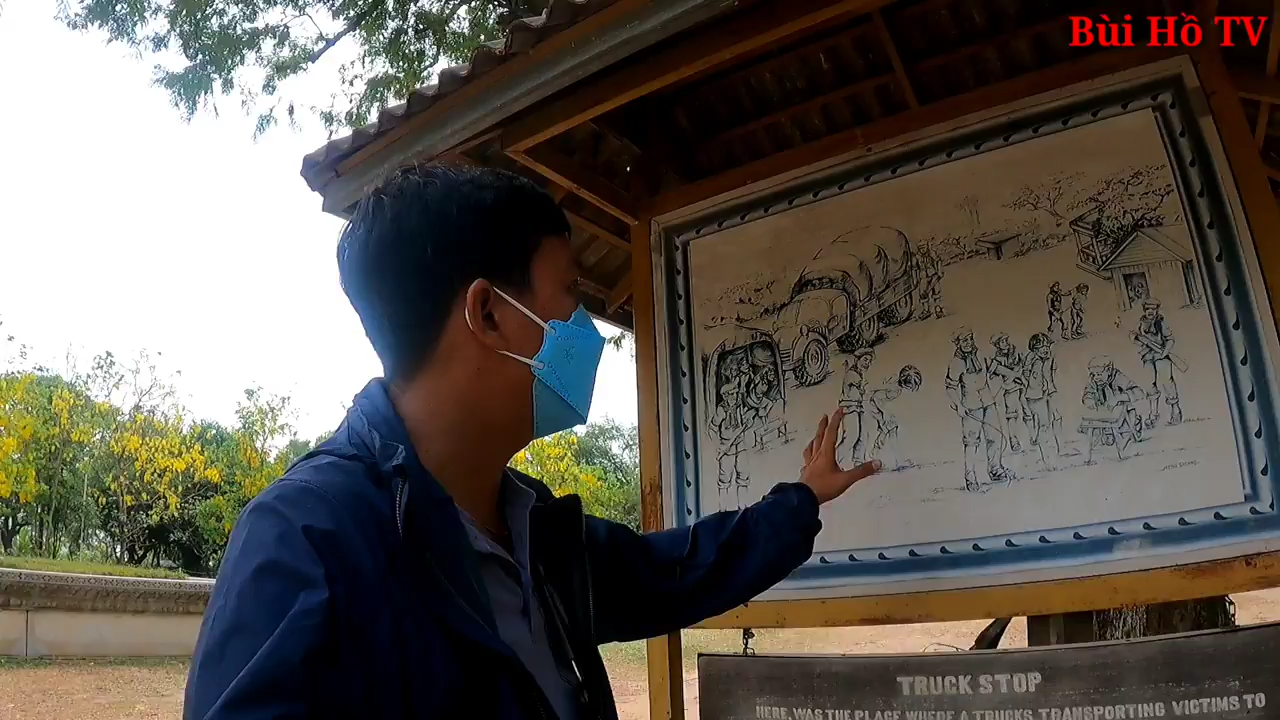 Bùi Hồ TV
TRUCK STOP
HERE, WAS THE PLACE WHERE A TRUCKS TRANSPORTING VICTIMS TO